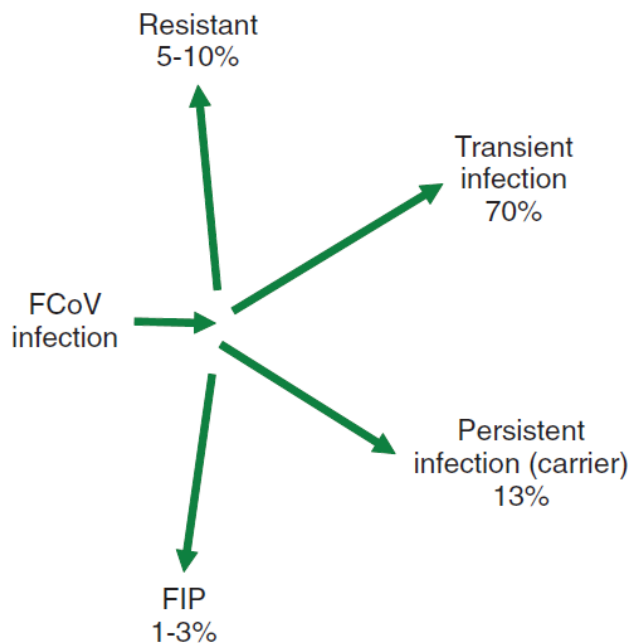 Resistant
5-10%
Transient
infection
70%
FCoV
infection
Persistent
infection (carrier)
13%
FIP
1-3%